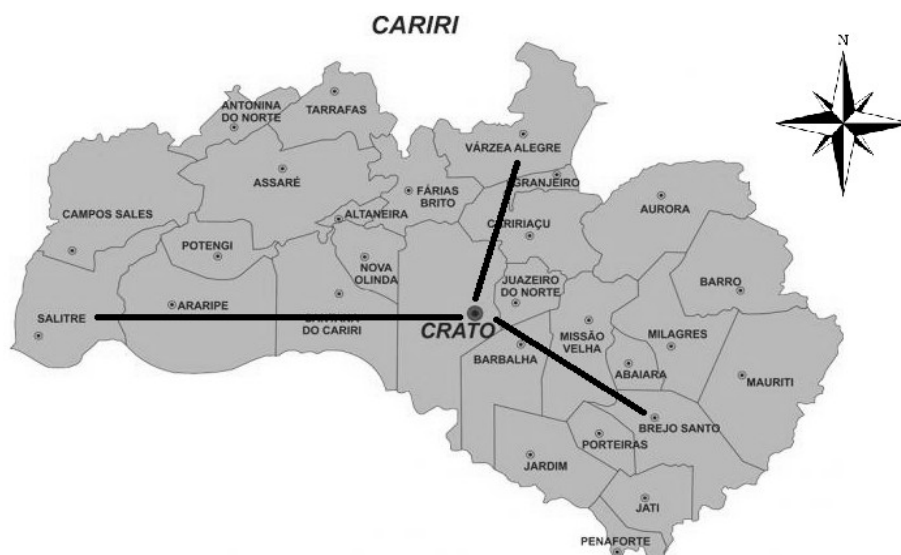 CARIRI
N
ANTONINA
DO NORTE
TARRAFAS
VÁRZEA ALEGRE
ASSARÉ
GRANJEIRO
FÁRIAS
BRITO
AURORA
CAMPOS SALES
ALTANEIRA
CARIRIAÇU
POTENGI
NOVA
OLINDA
JUAZEIRO
DO NORTE
BARRO
ARARIPE
SALITRE
SANTANA
DO CARIRI
CRATO
MISSÃO
VELHA
MILAGRES
BARBALHA
ABAIARA
MAURITI
BREJO SANTO
PORTEIRAS
JARDIM
JATI
PENAFORTE